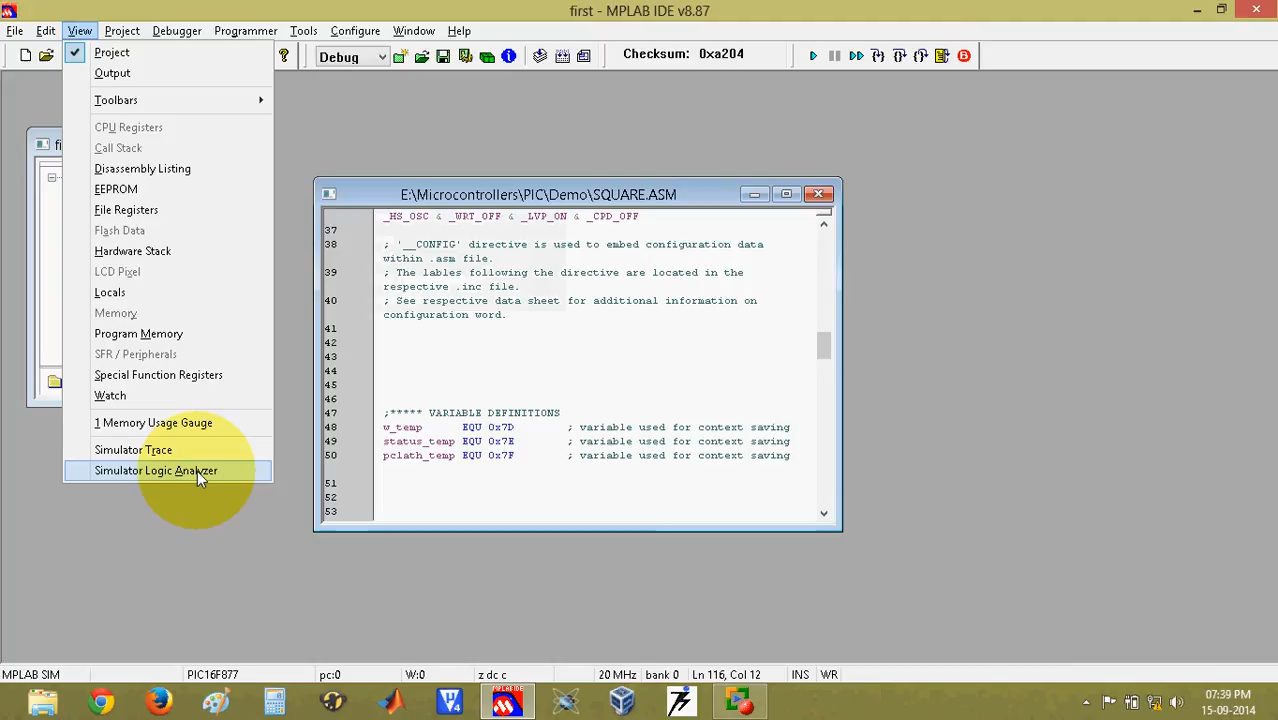 first - MPLAB IDE v8.87
File Edit View Project Debugger Programmer Tools Configure Window Help
Debug
Checksum: 0xa204
Project
Output
Toolbars
CPU Registers
Call Stack
Disassembly Listing
EEPROM
File Registers
Flash Data
Hardware Stack
LCD Pixel
Locals
Memory
Program Memory
SFR / Peripherals
Special Function Registers
Watch
1 Memory Usage Gauge
Simulator Trace
Simulator Logic Analyzer
fi
E:\Microcontrollers\PIC\Demo\SQUARE.ASM
_HS_OSC & _WRT_OFF & _LVP_ON & _CPD_OFF
37
38 ; '__CONFIG' directive is used to embed configuration data
within .asm file.
39 ; The lables following the directive are located in the
respective .inc file.
40 ; See respective data sheet for additional information on
configuration word.
41
42
43
44
45
46
47 ;***** VARIABLE DEFINITIONS
48 w_temp EQU 0x7D ; variable used for context saving
49 status_temp EQU 0x7E ; variable used for context saving
50 pclath_temp EQU 0x7F ; variable used for context saving
51
52
53
MPLAB SIM PIC16F877 pc:0 W:0 z dc c 20 MHz bank 0 Ln 116, Col 12 INS WR
07:39 PM
15-09-2014